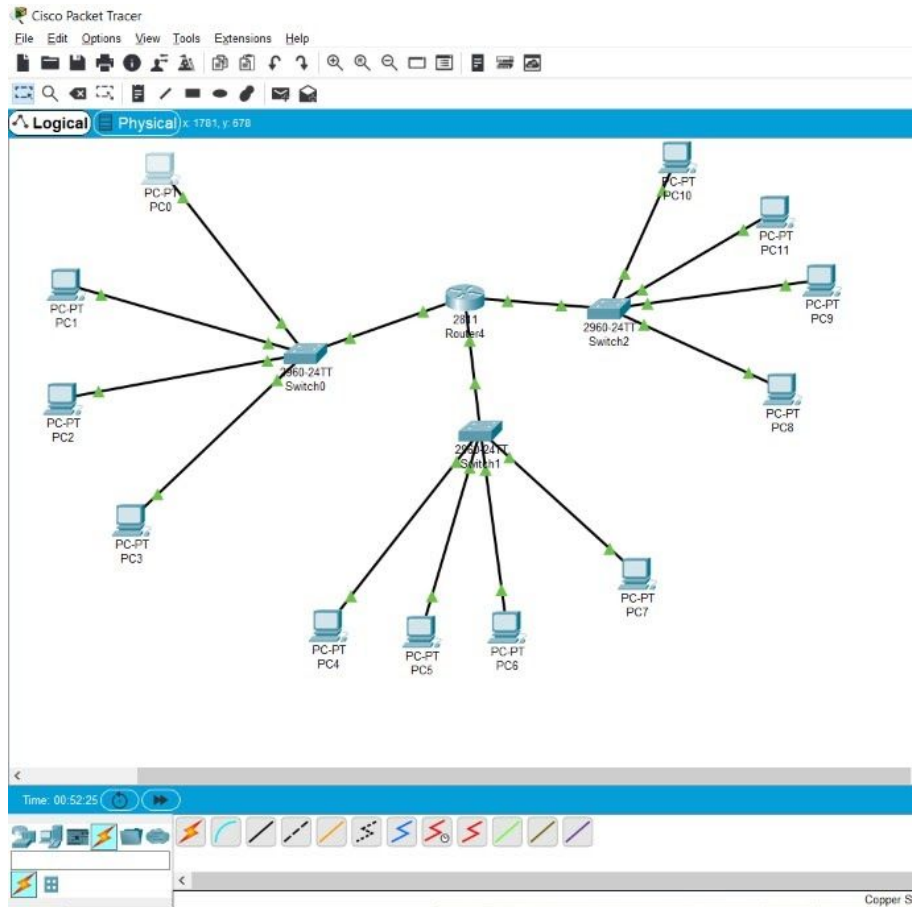 Cisco Packet Tracer
File Edit Options View Tools Extensions Help
Logical Physical x: 1781, y: 678
PC-PT
PC0
PC-PT
PC10
PC-PT
PC11
PC-PT
PC1
2811
Router4
PC-PT
PC9
2960-24TT
Switch2
2960-24TT
Switch0
PC-PT
PC2
PC-PT
PC8
2960-24TT
Switch1
PC-PT
PC3
PC-PT
PC7
PC-PT
PC4
PC-PT
PC5
PC-PT
PC6
Time: 00:52:25
Copper S